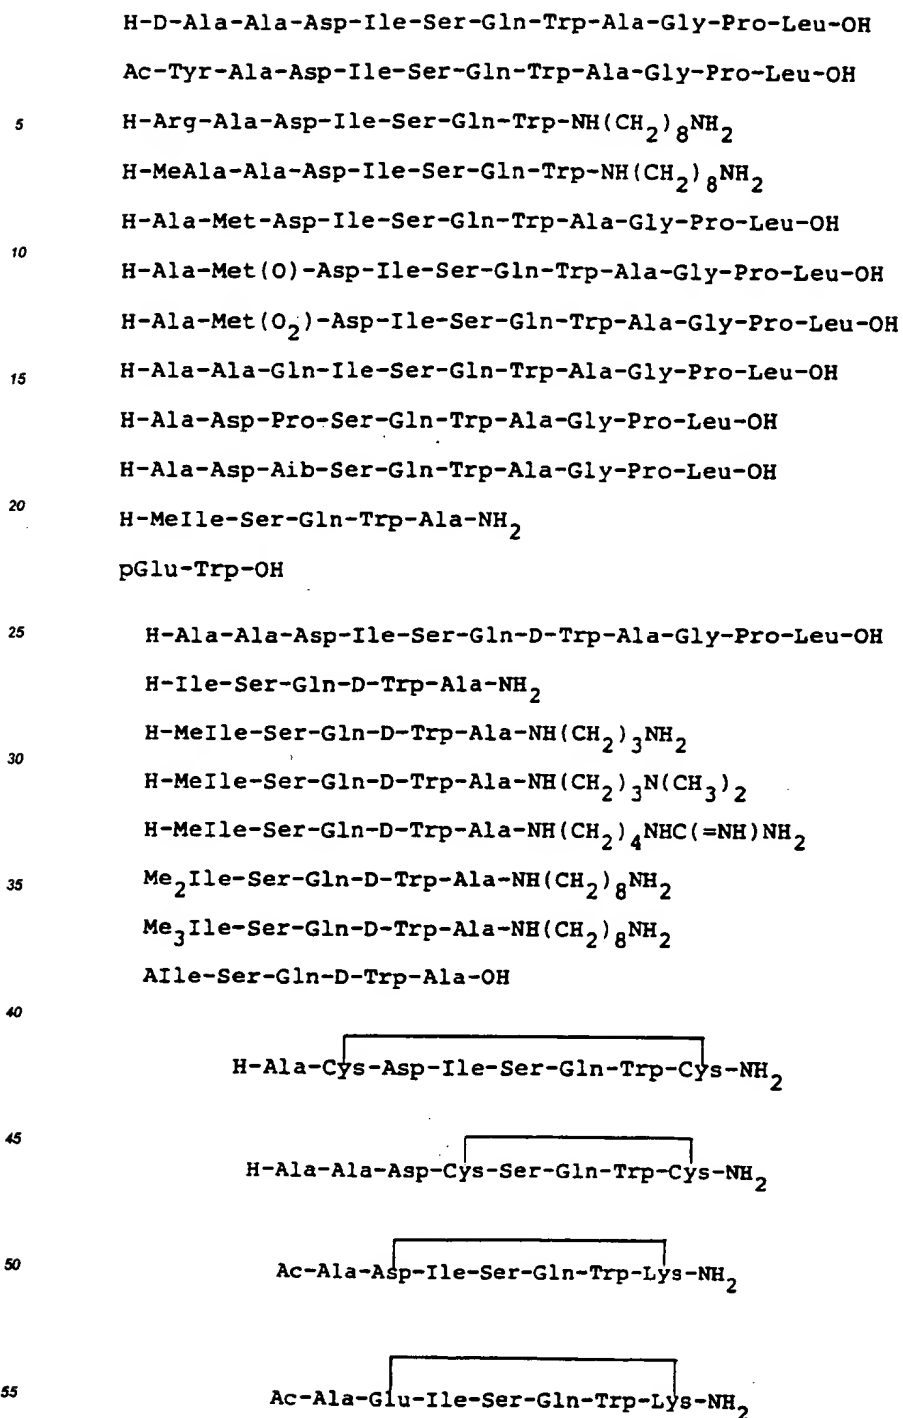 H-D-Ala-Ala-Asp-Ile-Ser-Gln-Trp-Ala-Gly-Pro-Leu-OH
Ac-Tyr-Ala-Asp-Ile-Ser-Gln-Trp-Ala-Gly-Pro-Leu-OH
5 H-Arg-Ala-Asp-Ile-Ser-Gln-Trp-NH(CH2)8NH2
H-MeAla-Ala-Asp-Ile-Ser-Gln-Trp-NH(CH2)8NH2
H-Ala-Met-Asp-Ile-Ser-Gln-Trp-Ala-Gly-Pro-Leu-OH
10 H-Ala-Met(O)-Asp-Ile-Ser-Gln-Trp-Ala-Gly-Pro-Leu-OH
H-Ala-Met(O2)-Asp-Ile-Ser-Gln-Trp-Ala-Gly-Pro-Leu-OH
15 H-Ala-Ala-Gln-Ile-Ser-Gln-Trp-Ala-Gly-Pro-Leu-OH
H-Ala-Asp-Pro-Ser-Gln-Trp-Ala-Gly-Pro-Leu-OH
H-Ala-Asp-Aib-Ser-Gln-Trp-Ala-Gly-Pro-Leu-OH
20 H-MeIle-Ser-Gln-Trp-Ala-NH2
pGlu-Trp-OH
25 H-Ala-Ala-Asp-Ile-Ser-Gln-D-Trp-Ala-Gly-Pro-Leu-OH
H-Ile-Ser-Gln-D-Trp-Ala-NH2
H-MeIle-Ser-Gln-D-Trp-Ala-NH(CH2)3NH2
30 H-MeIle-Ser-Gln-D-Trp-Ala-NH(CH2)3N(CH3)2
H-MeIle-Ser-Gln-D-Trp-Ala-NH(CH2)4NHC(=NH)NH2
35 Me2Ile-Ser-Gln-D-Trp-Ala-NH(CH2)8NH2
Me3Ile-Ser-Gln-D-Trp-Ala-NH(CH2)8NH2
AIle-Ser-Gln-D-Trp-Ala-OH
40
H-Ala-Cys-Asp-Ile-Ser-Gln-Trp-Cys-NH2
45
H-Ala-Ala-Asp-Cys-Ser-Gln-Trp-Cys-NH2
50 Ac-Ala-Asp-Ile-Ser-Gln-Trp-Lys-NH2
55 Ac-Ala-Glu-Ile-Ser-Gln-Trp-Lys-NH2